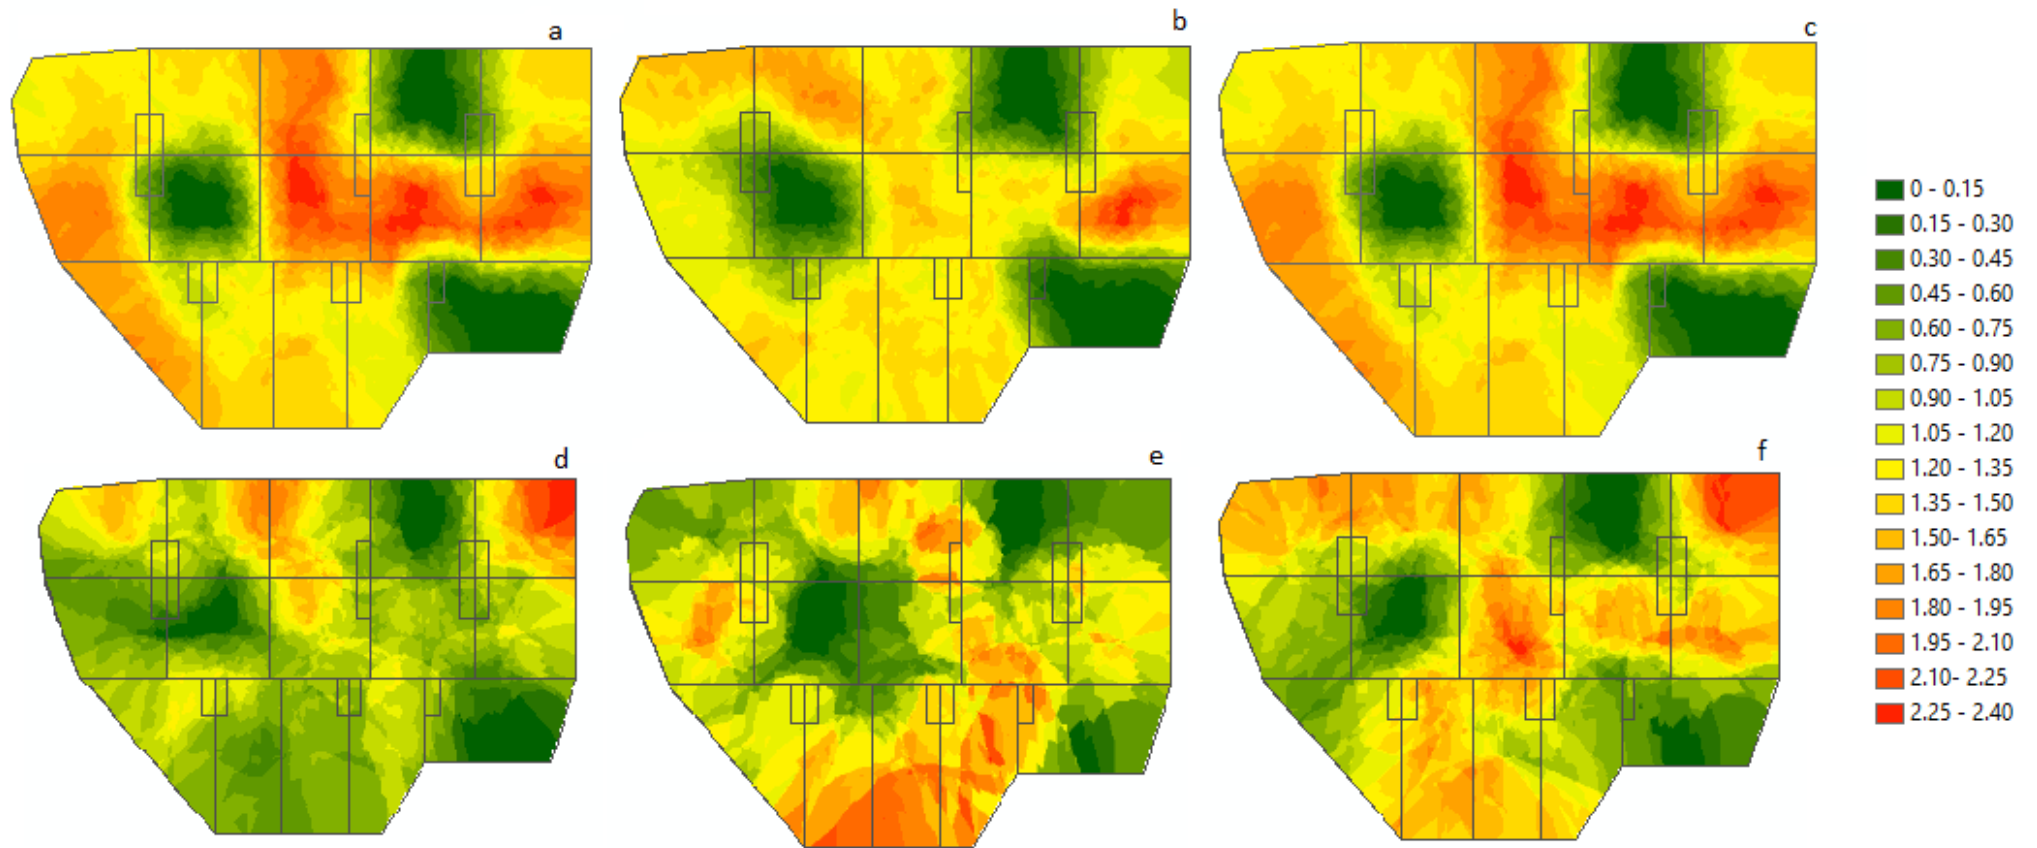 a
b
c
d
e
f
0 - 0.15
0.15 - 0.30
0.30 - 0.45
0.45 - 0.60
0.60 - 0.75
0.75 - 0.90
0.90 - 1.05
1.05 - 1.20
1.20 - 1.35
1.35 - 1.50
1.50- 1.65
1.65 - 1.80
1.80 - 1.95
1.95 - 2.10
2.10- 2.25
2.25 - 2.40